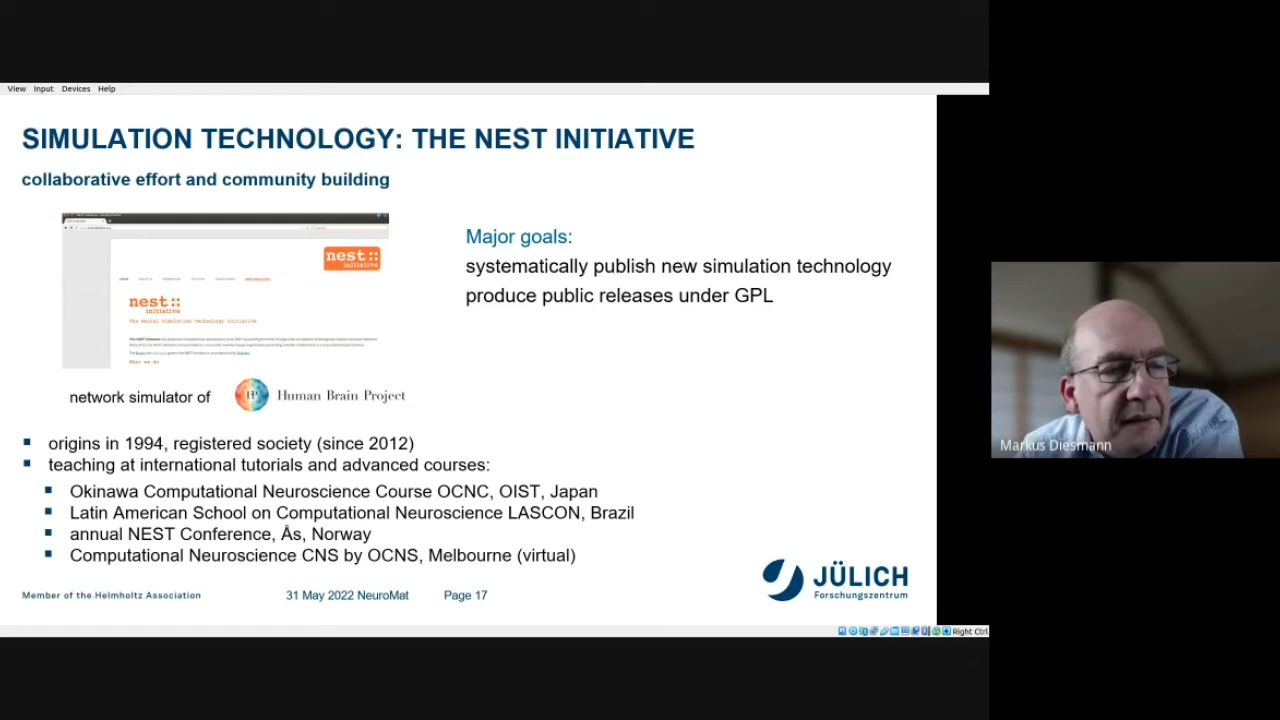 View Input Devices Help
SIMULATION TECHNOLOGY: THE NEST INITIATIVE
collaborative effort and community building
nest::
initiative
nest::
initiative
The Neural Simulation Technology Initiative
What we do
Major goals:
systematically publish new simulation technology
produce public releases under GPL
network simulator of
HBP Human Brain Project
origins in 1994, registered society (since 2012)
teaching at international tutorials and advanced courses:
Okinawa Computational Neuroscience Course OCNC, OIST, Japan
Latin American School on Computational Neuroscience LASCON, Brazil
annual NEST Conference, Ås, Norway
Computational Neuroscience CNS by OCNS, Melbourne (virtual)
Member of the Helmholtz Association
31 May 2022 NeuroMat
Page 17
JÜLICH
Forschungszentrum
Right Ctrl
Markus Diesmann